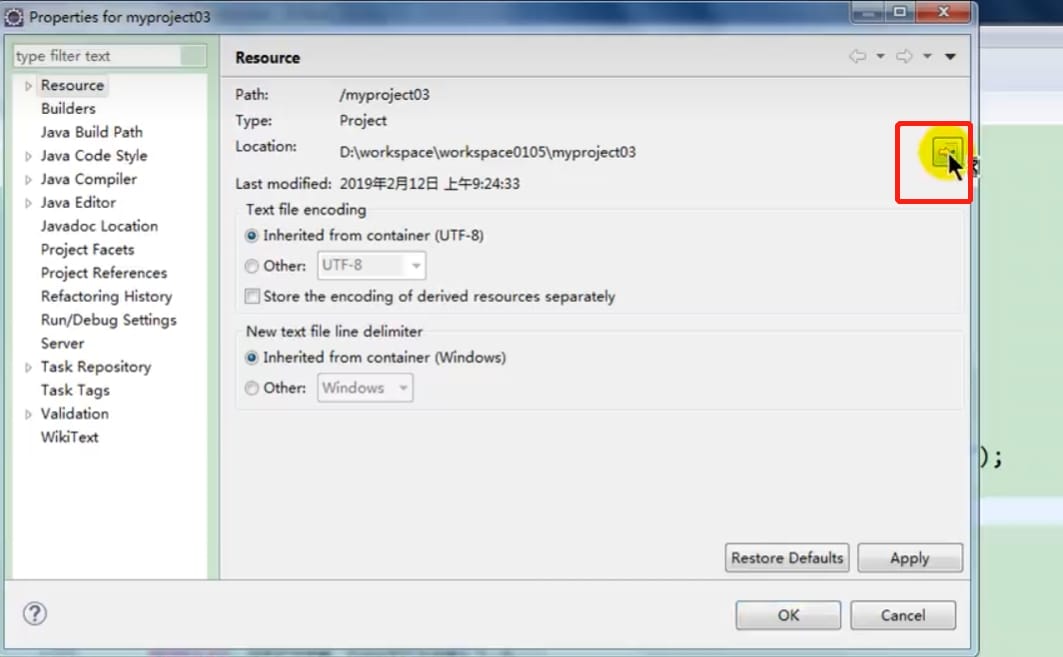 Properties for myproject03
type filter text
Resource
Builders
Java Build Path
Java Code Style
Java Compiler
Java Editor
Javadoc Location
Project Facets
Project References
Refactoring History
Run/Debug Settings
Server
Task Repository
Task Tags
Validation
WikiText
Resource
Path: /myproject03
Type: Project
Location: D:\workspace\workspace0105\myproject03
Last modified: 2019年2月12日 上午9:24:33
Text file encoding
Inherited from container (UTF-8)
Other: UTF-8
Store the encoding of derived resources separately
New text file line delimiter
Inherited from container (Windows)
Other: Windows
Restore Defaults Apply
OK Cancel
);